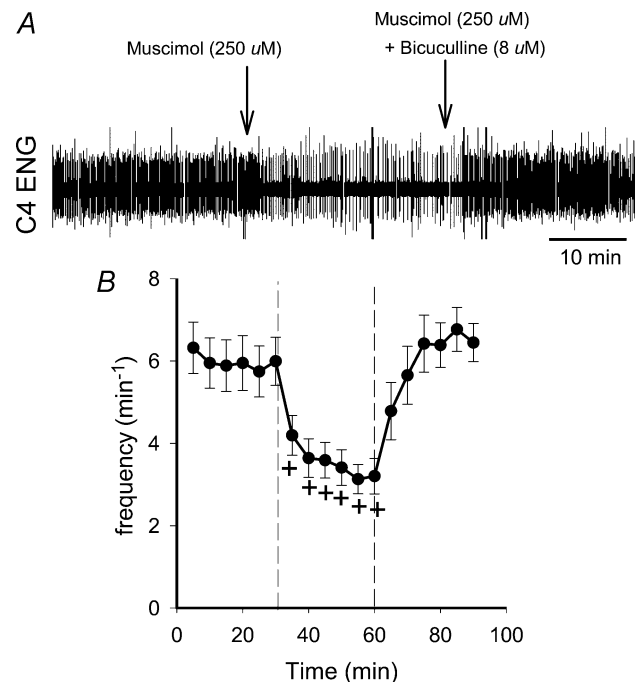 A
Muscimol (250 uM)
Muscimol (250 uM)
+ Bicuculline (8 uM)
C4 ENG
10 min
B
8
6
4
2
0
frequency (min-1)
+ + + + + +
0 20 40 60 80 100
Time (min)